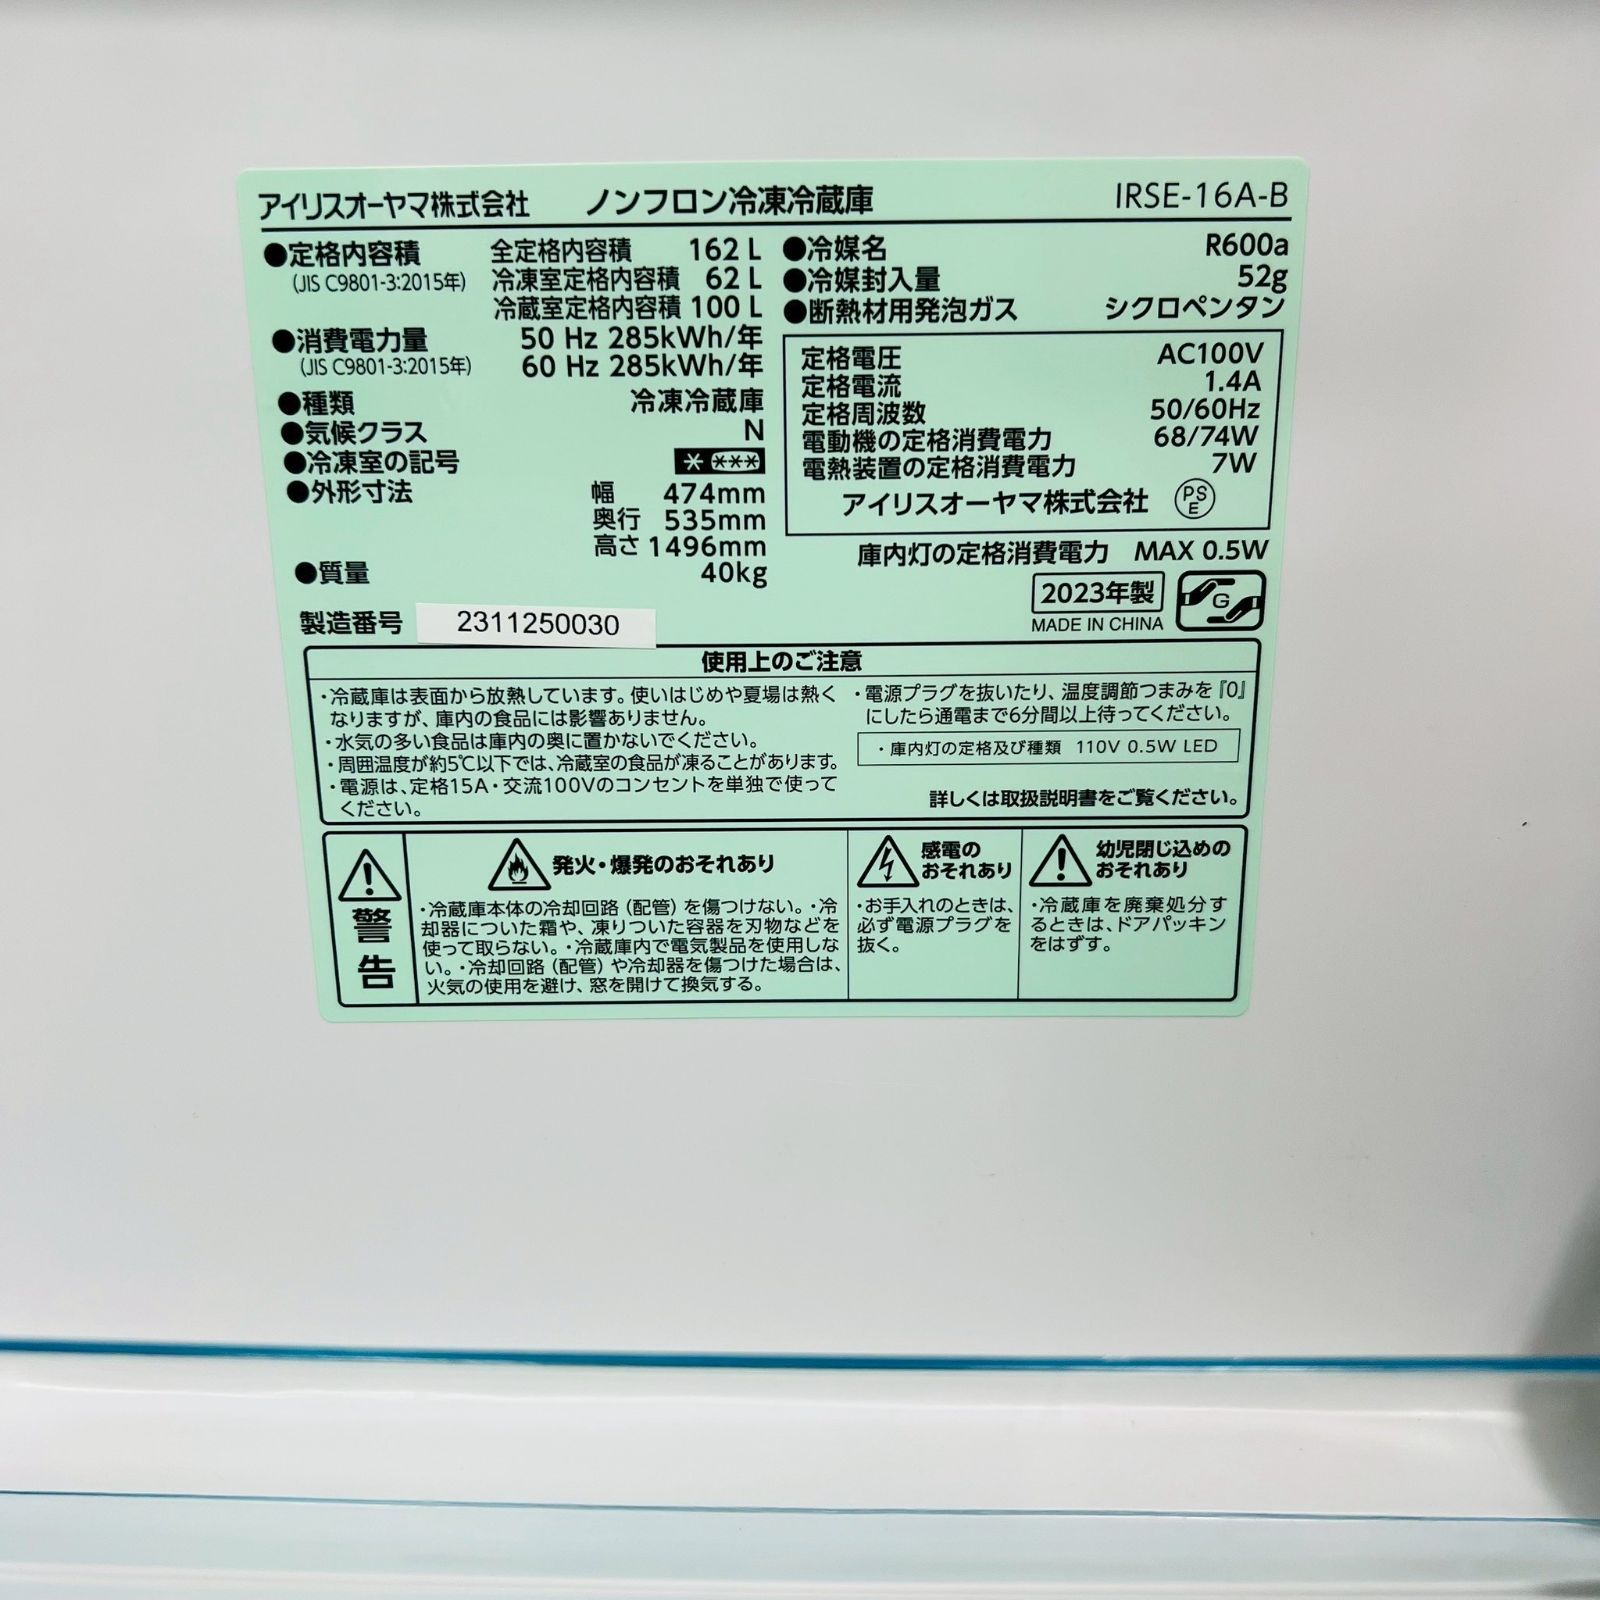 アイリスオーヤマ株式会社 ノンフロン冷凍冷蔵庫 IRSE-16A-B
●定格内容積 全定格内容積 162 L
(JIS C9801-3:2015年) 冷凍室定格内容積 62 L
冷蔵室定格内容積 100 L
●消費電力量 50 Hz 285kWh/年
(JIS C9801-3:2015年) 60 Hz 285kWh/年
●種類 冷凍冷蔵庫
●気候クラス N
●冷凍室の記号 * ***
●外形寸法 幅 474mm
奥行 535mm
高さ 1496mm
●質量 40kg
製造番号 2311250030
●冷媒名 R600a
●冷媒封入量 52g
●断熱材用発泡ガス シクロペンタン
定格電圧 AC100V
定格電流 1.4A
定格周波数 50/60Hz
電動機の定格消費電力 68/74W
電熱装置の定格消費電力 7W
アイリスオーヤマ株式会社 PSE
庫内灯の定格消費電力 MAX 0.5W
2023年製
MADE IN CHINA
G
使用上のご注意
・冷蔵庫は表面から放熱しています。使いはじめや夏場は熱く
なりますが、庫内の食品には影響ありません。
・水気の多い食品は庫内の奥に置かないでください。
・周囲温度が約5℃以下では、冷蔵室の食品が凍ることがあります。
・電源は、定格15A・交流100Vのコンセントを単独で使って
ください。
・電源プラグを抜いたり、温度調節つまみを『0』
にしたら通電まで6分間以上待ってください。
・庫内灯の定格及び種類 110V 0.5W LED
詳しくは取扱説明書をご覧ください。
警告
発火・爆発のおそれあり
・冷蔵庫本体の冷却回路（配管）を傷つけない。・冷
却器についた霜や、凍りついた容器を刃物などを
使って取らない。・冷蔵庫内で電気製品を使用しな
い。・冷却回路（配管）や冷却器を傷つけた場合は、
火気の使用を避け、窓を開けて換気する。
感電の
おそれあり
・お手入れのときは、
必ず電源プラグを
抜く。
幼児閉じ込めの
おそれあり
・冷蔵庫を廃棄処分す
るときは、ドアパッキン
をはずす。